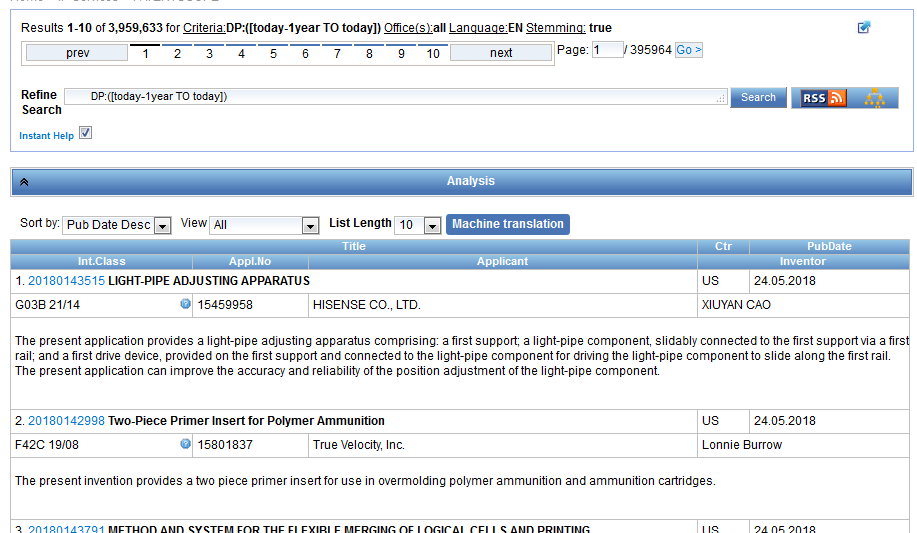 Results 1-10 of 3,959,633 for Criteria:DP:([today-1year TO today]) Office(s):all Language:EN Stemming: true
prev 1 2 3 4 5 6 7 8 9 10 next Page: 1 / 395964 Go >
Refine Search DP:([today-1year TO today]) Search RSS
Instant Help
Analysis
Sort by: Pub Date Desc View All List Length 10 Machine translation
Title Ctr PubDate
Int.Class Appl.No Applicant Inventor
1. 20180143515 LIGHT-PIPE ADJUSTING APPARATUS US 24.05.2018
G03B 21/14 15459958 HISENSE CO., LTD. XIUYAN CAO
The present application provides a light-pipe adjusting apparatus comprising: a first support; a light-pipe component, slidably connected to the first support via a first
rail; and a first drive device, provided on the first support and connected to the light-pipe component for driving the light-pipe component to slide along the first rail.
The present application can improve the accuracy and reliability of the position adjustment of the light-pipe component.
2. 20180142998 Two-Piece Primer Insert for Polymer Ammunition US 24.05.2018
F42C 19/08 15801837 True Velocity, Inc. Lonnie Burrow
The present invention provides a two piece primer insert for use in overmolding polymer ammunition and ammunition cartridges.
3. 20180143791 METHOD AND SYSTEM FOR THE FLEXIBLE MERGING OF LOGICAL CELLS AND PRINTING US 24.05.2018